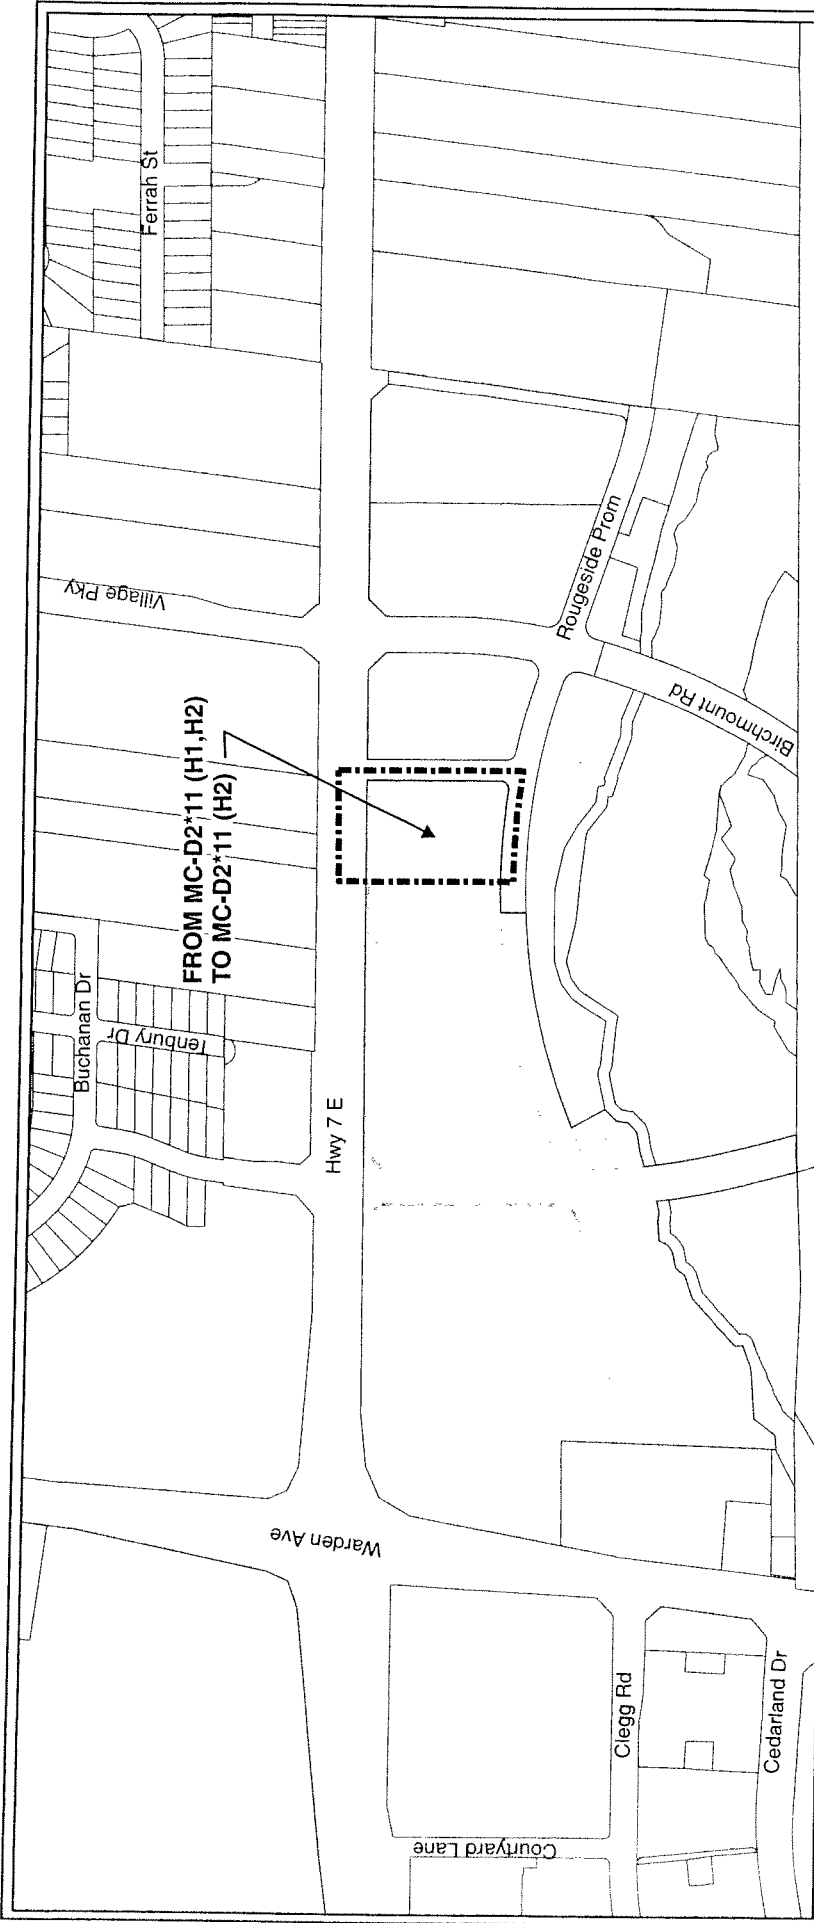 Ferrah St
Village Pky
Rougeside Prom
Birchmount Rd
FROM MC-D2*11 (H1,H2)
TO MC-D2*11 (H2)
Buchanan Dr
Tenbury Dr
Hwy 7 E
Warden Ave
Clegg Rd
Cedarland Dr
Courtyard Lane